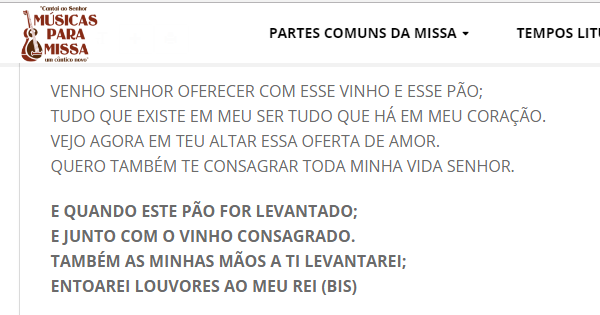 "Cantai ao Senhor
MÚSICAS
PARA
MISSA
um cântico novo"
PARTES COMUNS DA MISSA
TEMPOS LITU
VENHO SENHOR OFERECER COM ESSE VINHO E ESSE PÃO;
TUDO QUE EXISTE EM MEU SER TUDO QUE HÁ EM MEU CORAÇÃO.
VEJO AGORA EM TEU ALTAR ESSA OFERTA DE AMOR.
QUERO TAMBÉM TE CONSAGRAR TODA MINHA VIDA SENHOR.
E QUANDO ESTE PÃO FOR LEVANTADO;
E JUNTO COM O VINHO CONSAGRADO.
TAMBÉM AS MINHAS MÃOS A TI LEVANTAREI;
ENTOAREI LOUVORES AO MEU REI (BIS)